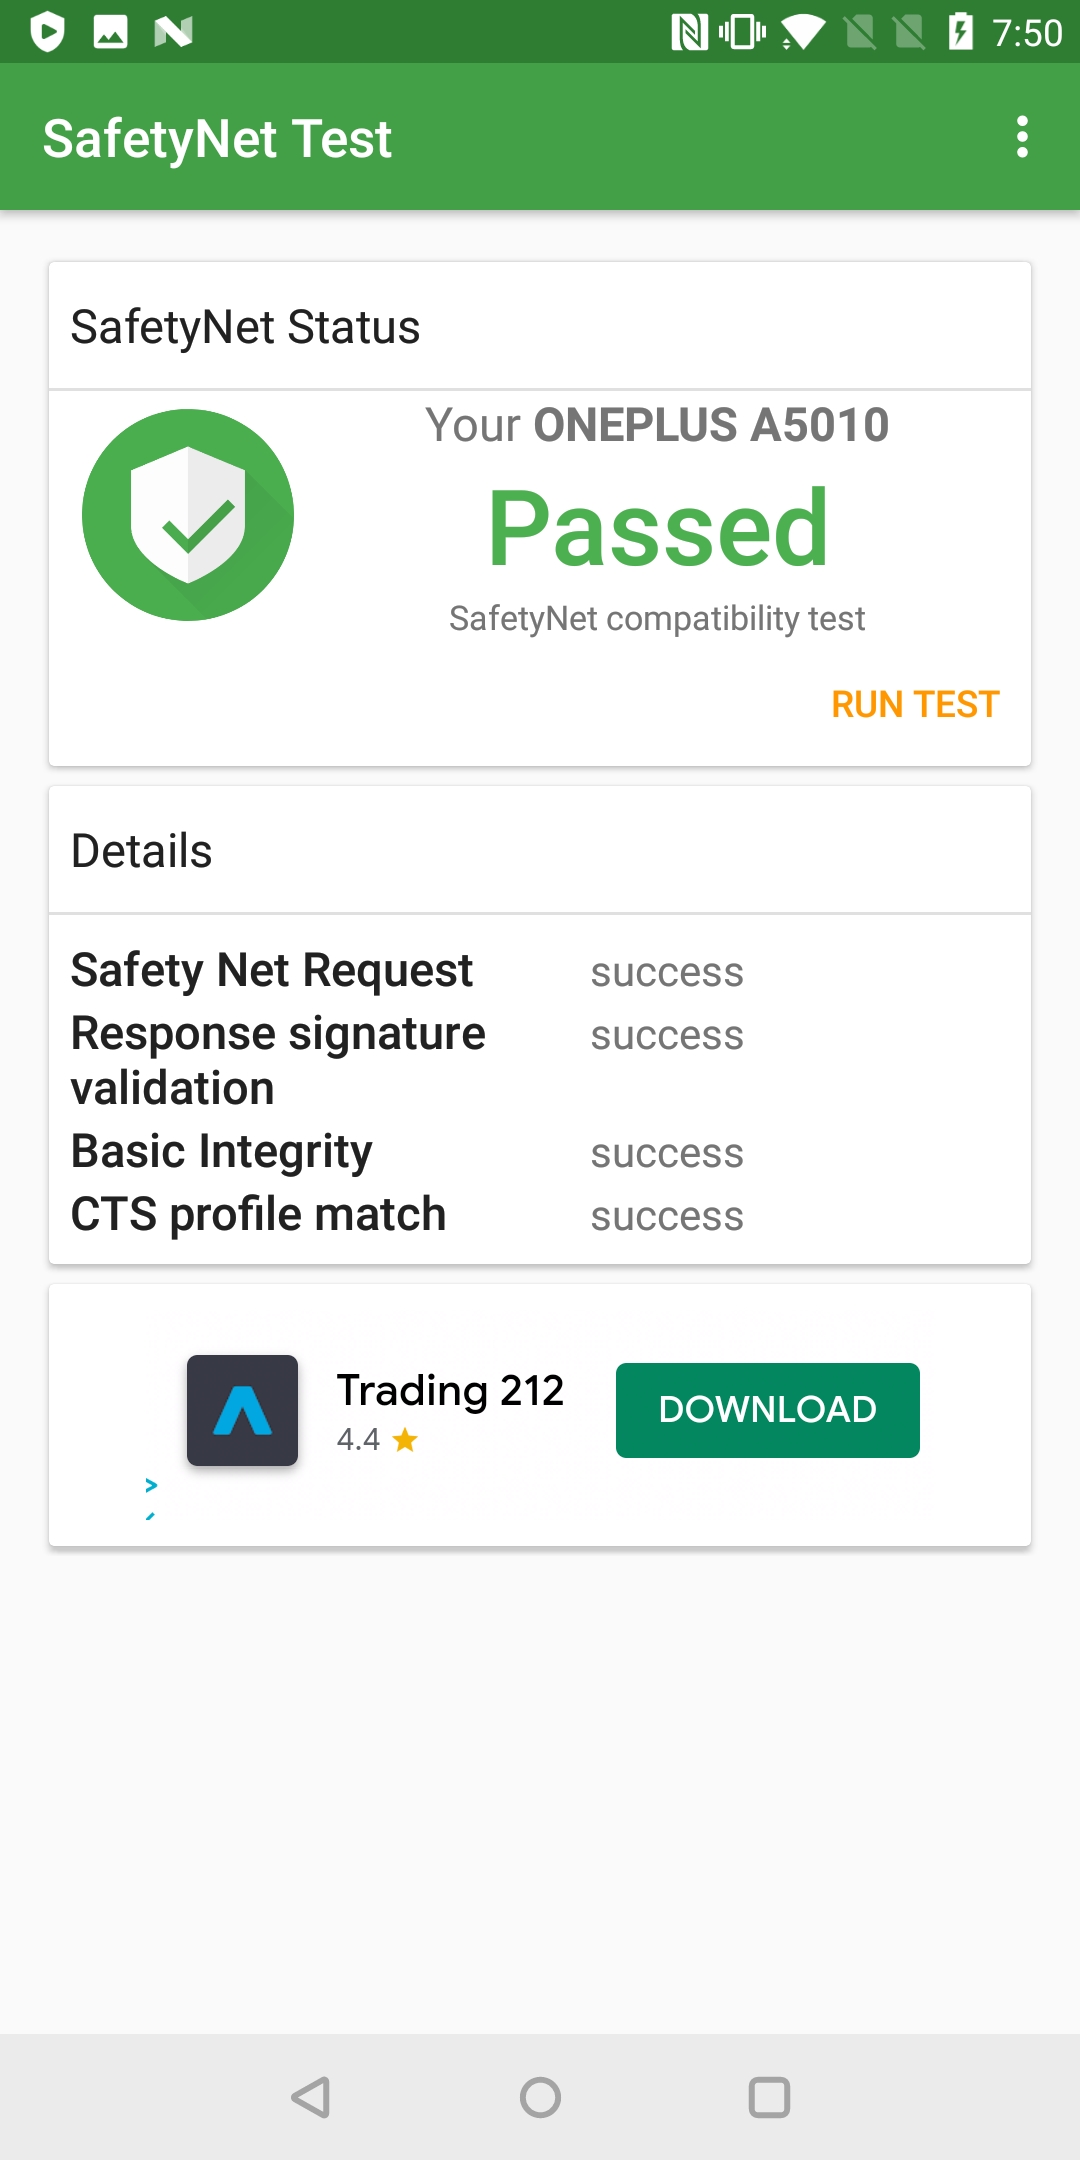 7:50
SafetyNet Test
SafetyNet Status
Your ONEPLUS A5010
Passed
SafetyNet compatibility test
RUN TEST
Details
Safety Net Request success
Response signature success
validation
Basic Integrity success
CTS profile match success
Trading 212
4.4
DOWNLOAD